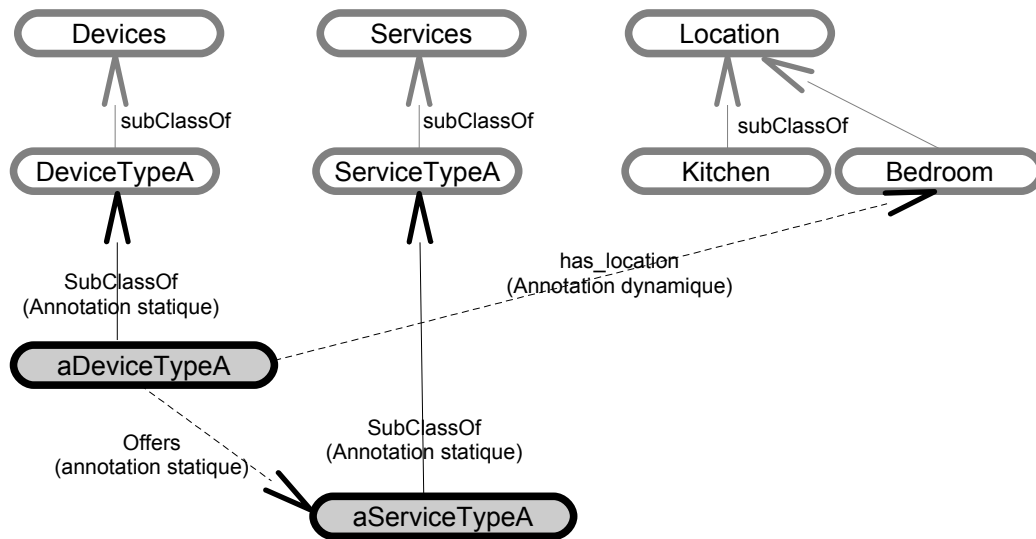 Devices
Services
Location
subClassOf
subClassOf
subClassOf
DeviceTypeA
ServiceTypeA
Kitchen
Bedroom
has_location
(Annotation dynamique)
SubClassOf
(Annotation statique)
aDeviceTypeA
Offers
(annotation statique)
SubClassOf
(Annotation statique)
aServiceTypeA